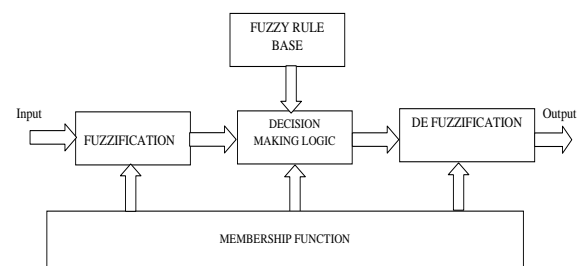 FUZZY RULE
BASE
Input
FUZZIFICATION
DECISION
MAKING LOGIC
DE FUZZIFICATION
Output
MEMBERSHIP FUNCTION